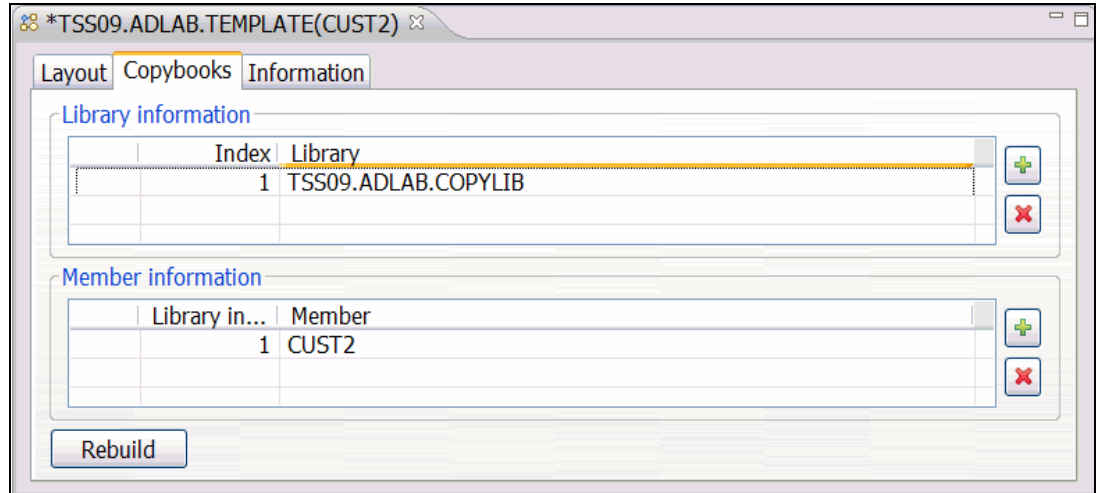 *TSS09.ADLAB.TEMPLATE(CUST2)
Layout Copybooks Information
Library information
Index Library
1 TSS09.ADLAB.COPYLIB
Member information
Library in... Member
1 CUST2
Rebuild